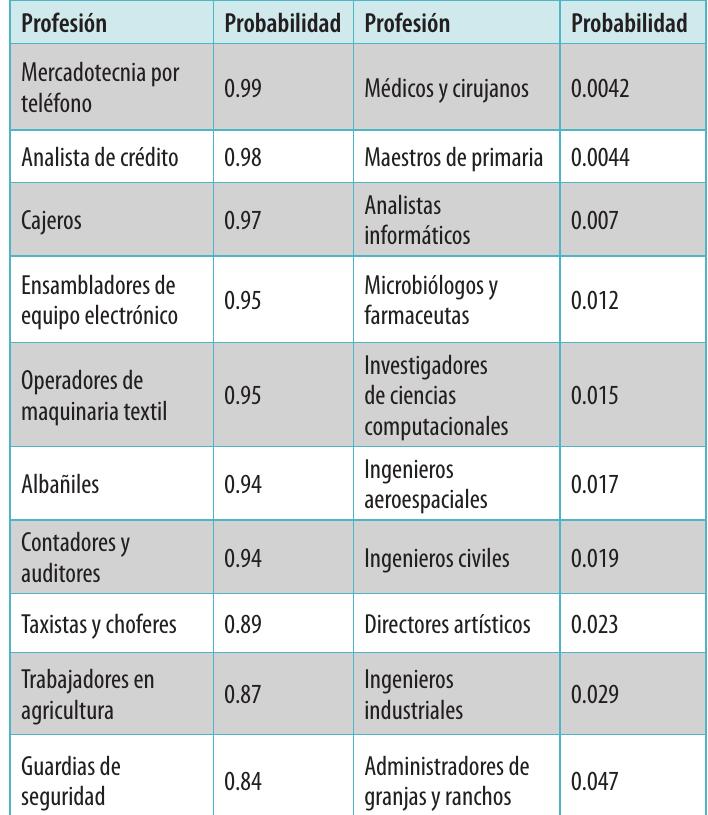 Profesión Probabilidad Profesión Probabilidad
Mercadotecnia por
teléfono 0.99 Médicos y cirujanos 0.0042
Analista de crédito 0.98 Maestros de primaria 0.0044
Cajeros 0.97 Analistas
informáticos 0.007
Ensambladores de
equipo electrónico 0.95 Microbiólogos y
farmaceutas 0.012
Operadores de
maquinaria textil 0.95 Investigadores
de ciencias
computacionales 0.015
Albañiles 0.94 Ingenieros
aeroespaciales 0.017
Contadores y
auditores 0.94 Ingenieros civiles 0.019
Taxistas y choferes 0.89 Directores artísticos 0.023
Trabajadores en
agricultura 0.87 Ingenieros
industriales 0.029
Guardias de
seguridad 0.84 Administradores de
granjas y ranchos 0.047